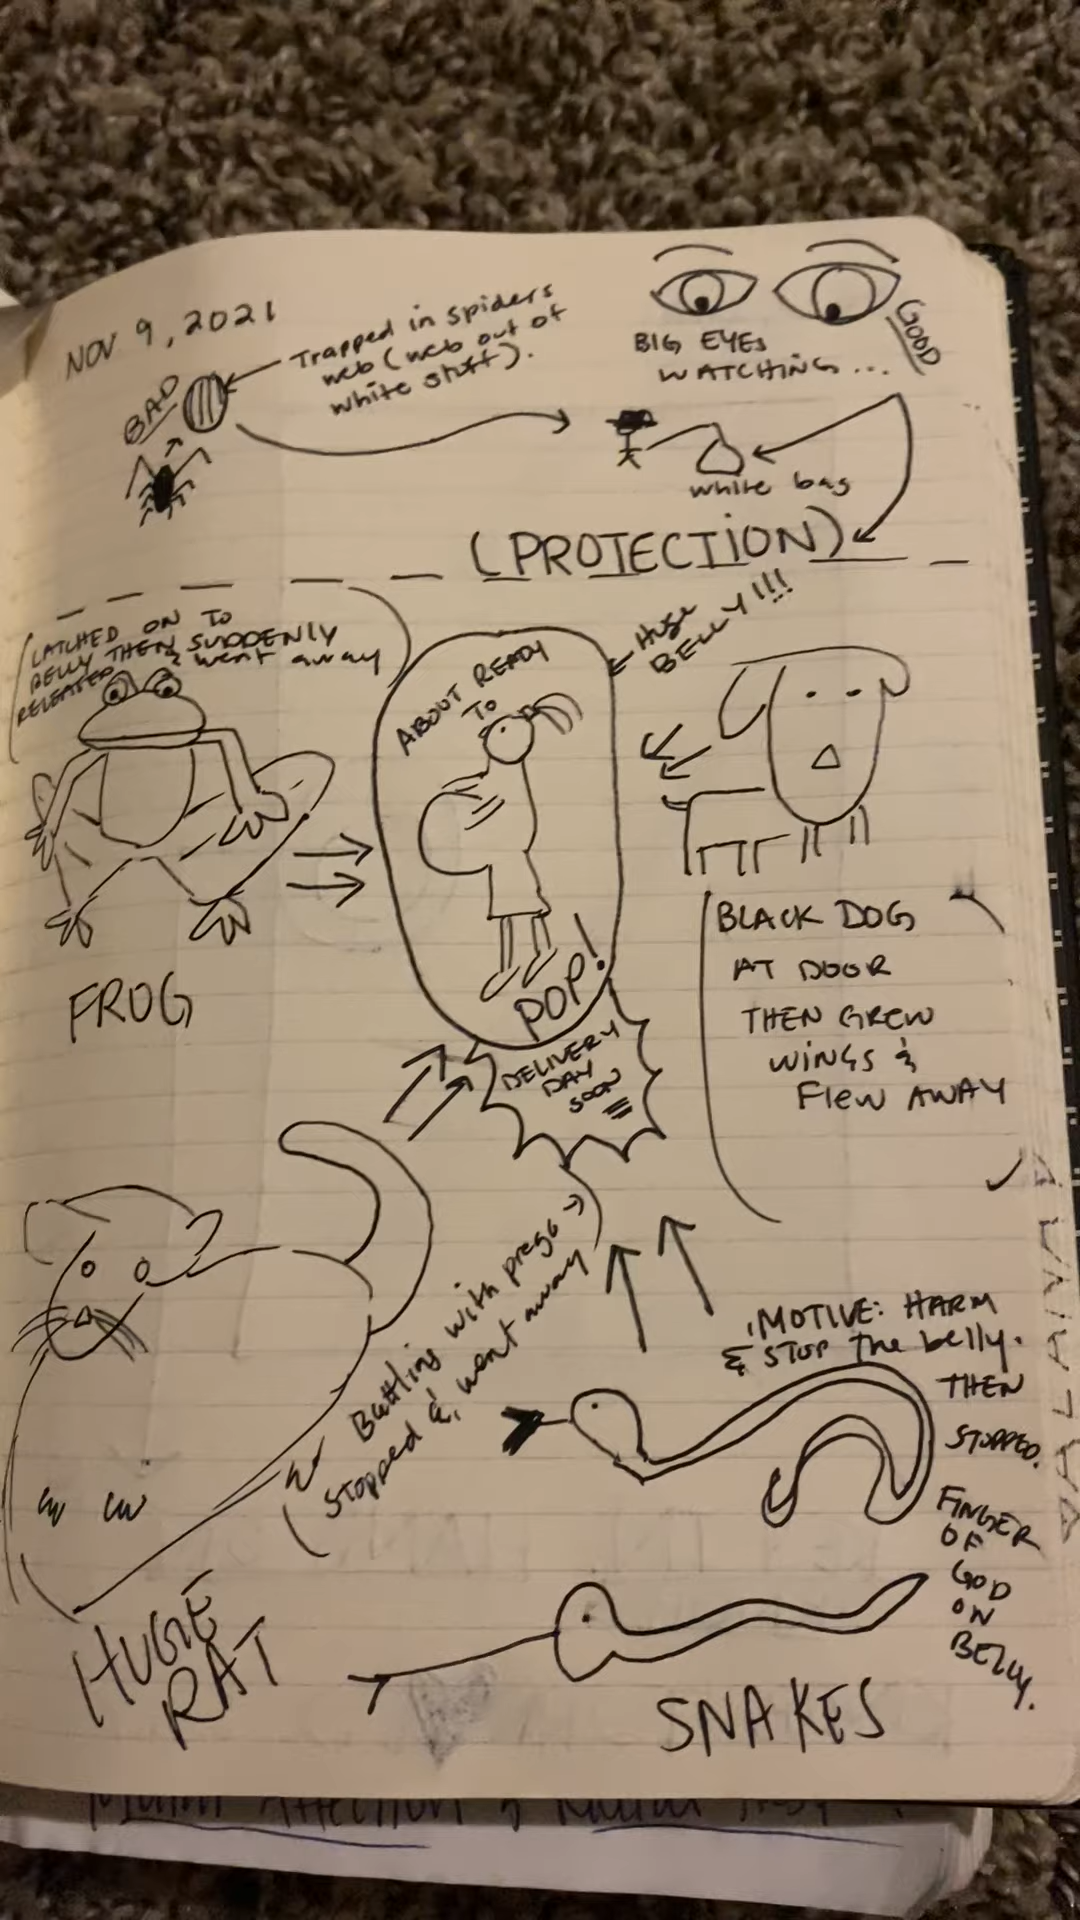 NOV 9, 2021
BAD
Trapped in spiders
web (web out of
white stuff).
BIG EYES
WATCHING...
GOOD
white bag
(PROTECTION)
LATCHED ON TO
BELLY THEN SUDDENLY
RELEASED & went away
FROG
ABOUT READY
TO
POP!
Huge
BELLY!!!
DELIVERY
DAY
SOON
BLACK DOG
AT DOOR
THEN GREW
WINGS &
FlEW AWAY
Battling with prego
stopped & went away
HUGE
RAT
MOTIVE: HARM
& STOP The belly.
THEN
STOPPED.
FINGER
OF
GOD
ON
BELLY.
SNAKES